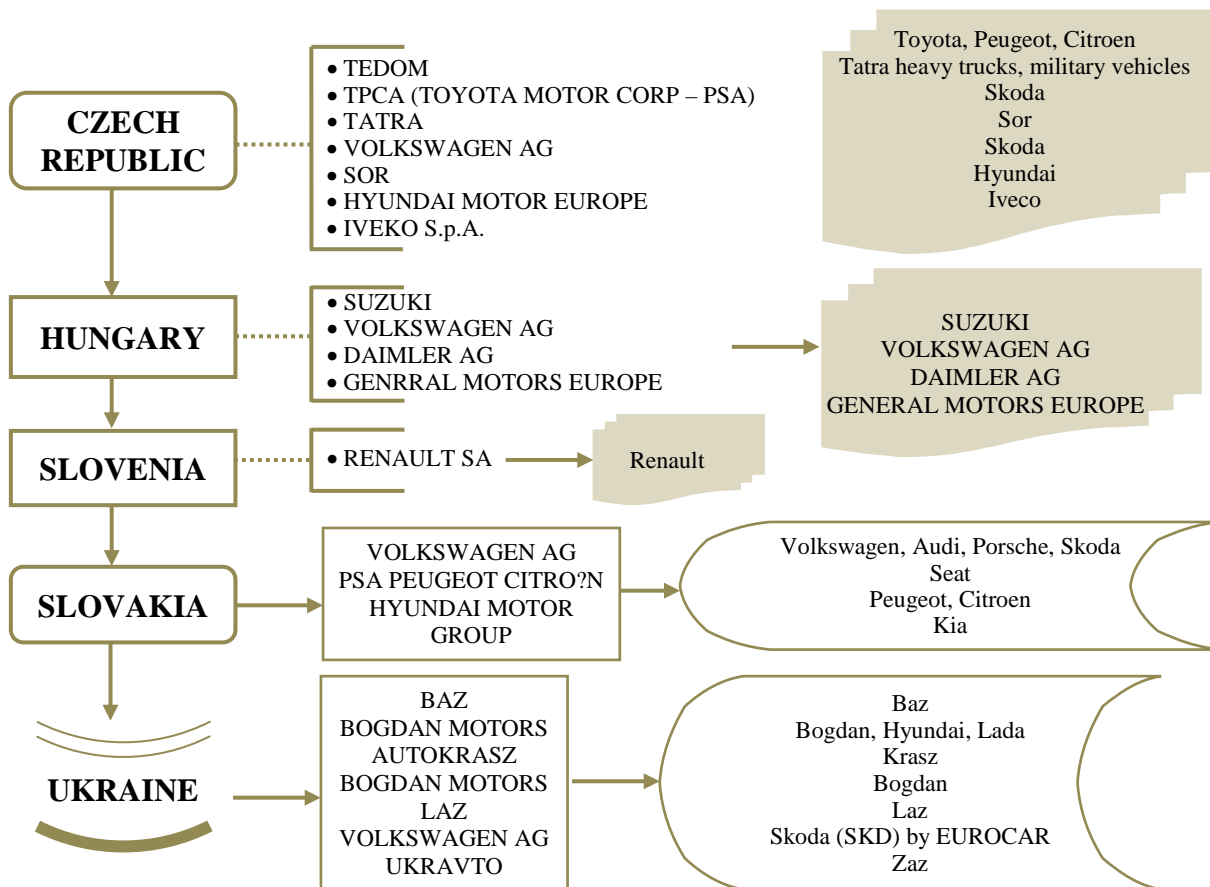 CZECH
REPUBLIC
• TEDOM
• TPCA (TOYOTA MOTOR CORP – PSA)
• TATRA
• VOLKSWAGEN AG
• SOR
• HYUNDAI MOTOR EUROPE
• IVEKO S.p.A.
Toyota, Peugeot, Citroen
Tatra heavy trucks, military vehicles
Skoda
Sor
Skoda
Hyundai
Iveco
HUNGARY
• SUZUKI
• VOLKSWAGEN AG
• DAIMLER AG
• GENRRAL MOTORS EUROPE
SUZUKI
VOLKSWAGEN AG
DAIMLER AG
GENERAL MOTORS EUROPE
SLOVENIA
• RENAULT SA
Renault
SLOVAKIA
VOLKSWAGEN AG
PSA PEUGEOT CITRO?N
HYUNDAI MOTOR
GROUP
Volkswagen, Audi, Porsche, Skoda
Seat
Peugeot, Citroen
Kia
UKRAINE
BAZ
BOGDAN MOTORS
AUTOKRASZ
BOGDAN MOTORS
LAZ
VOLKSWAGEN AG
UKRAVTO
Baz
Bogdan, Hyundai, Lada
Krasz
Bogdan
Laz
Skoda (SKD) by EUROCAR
Zaz